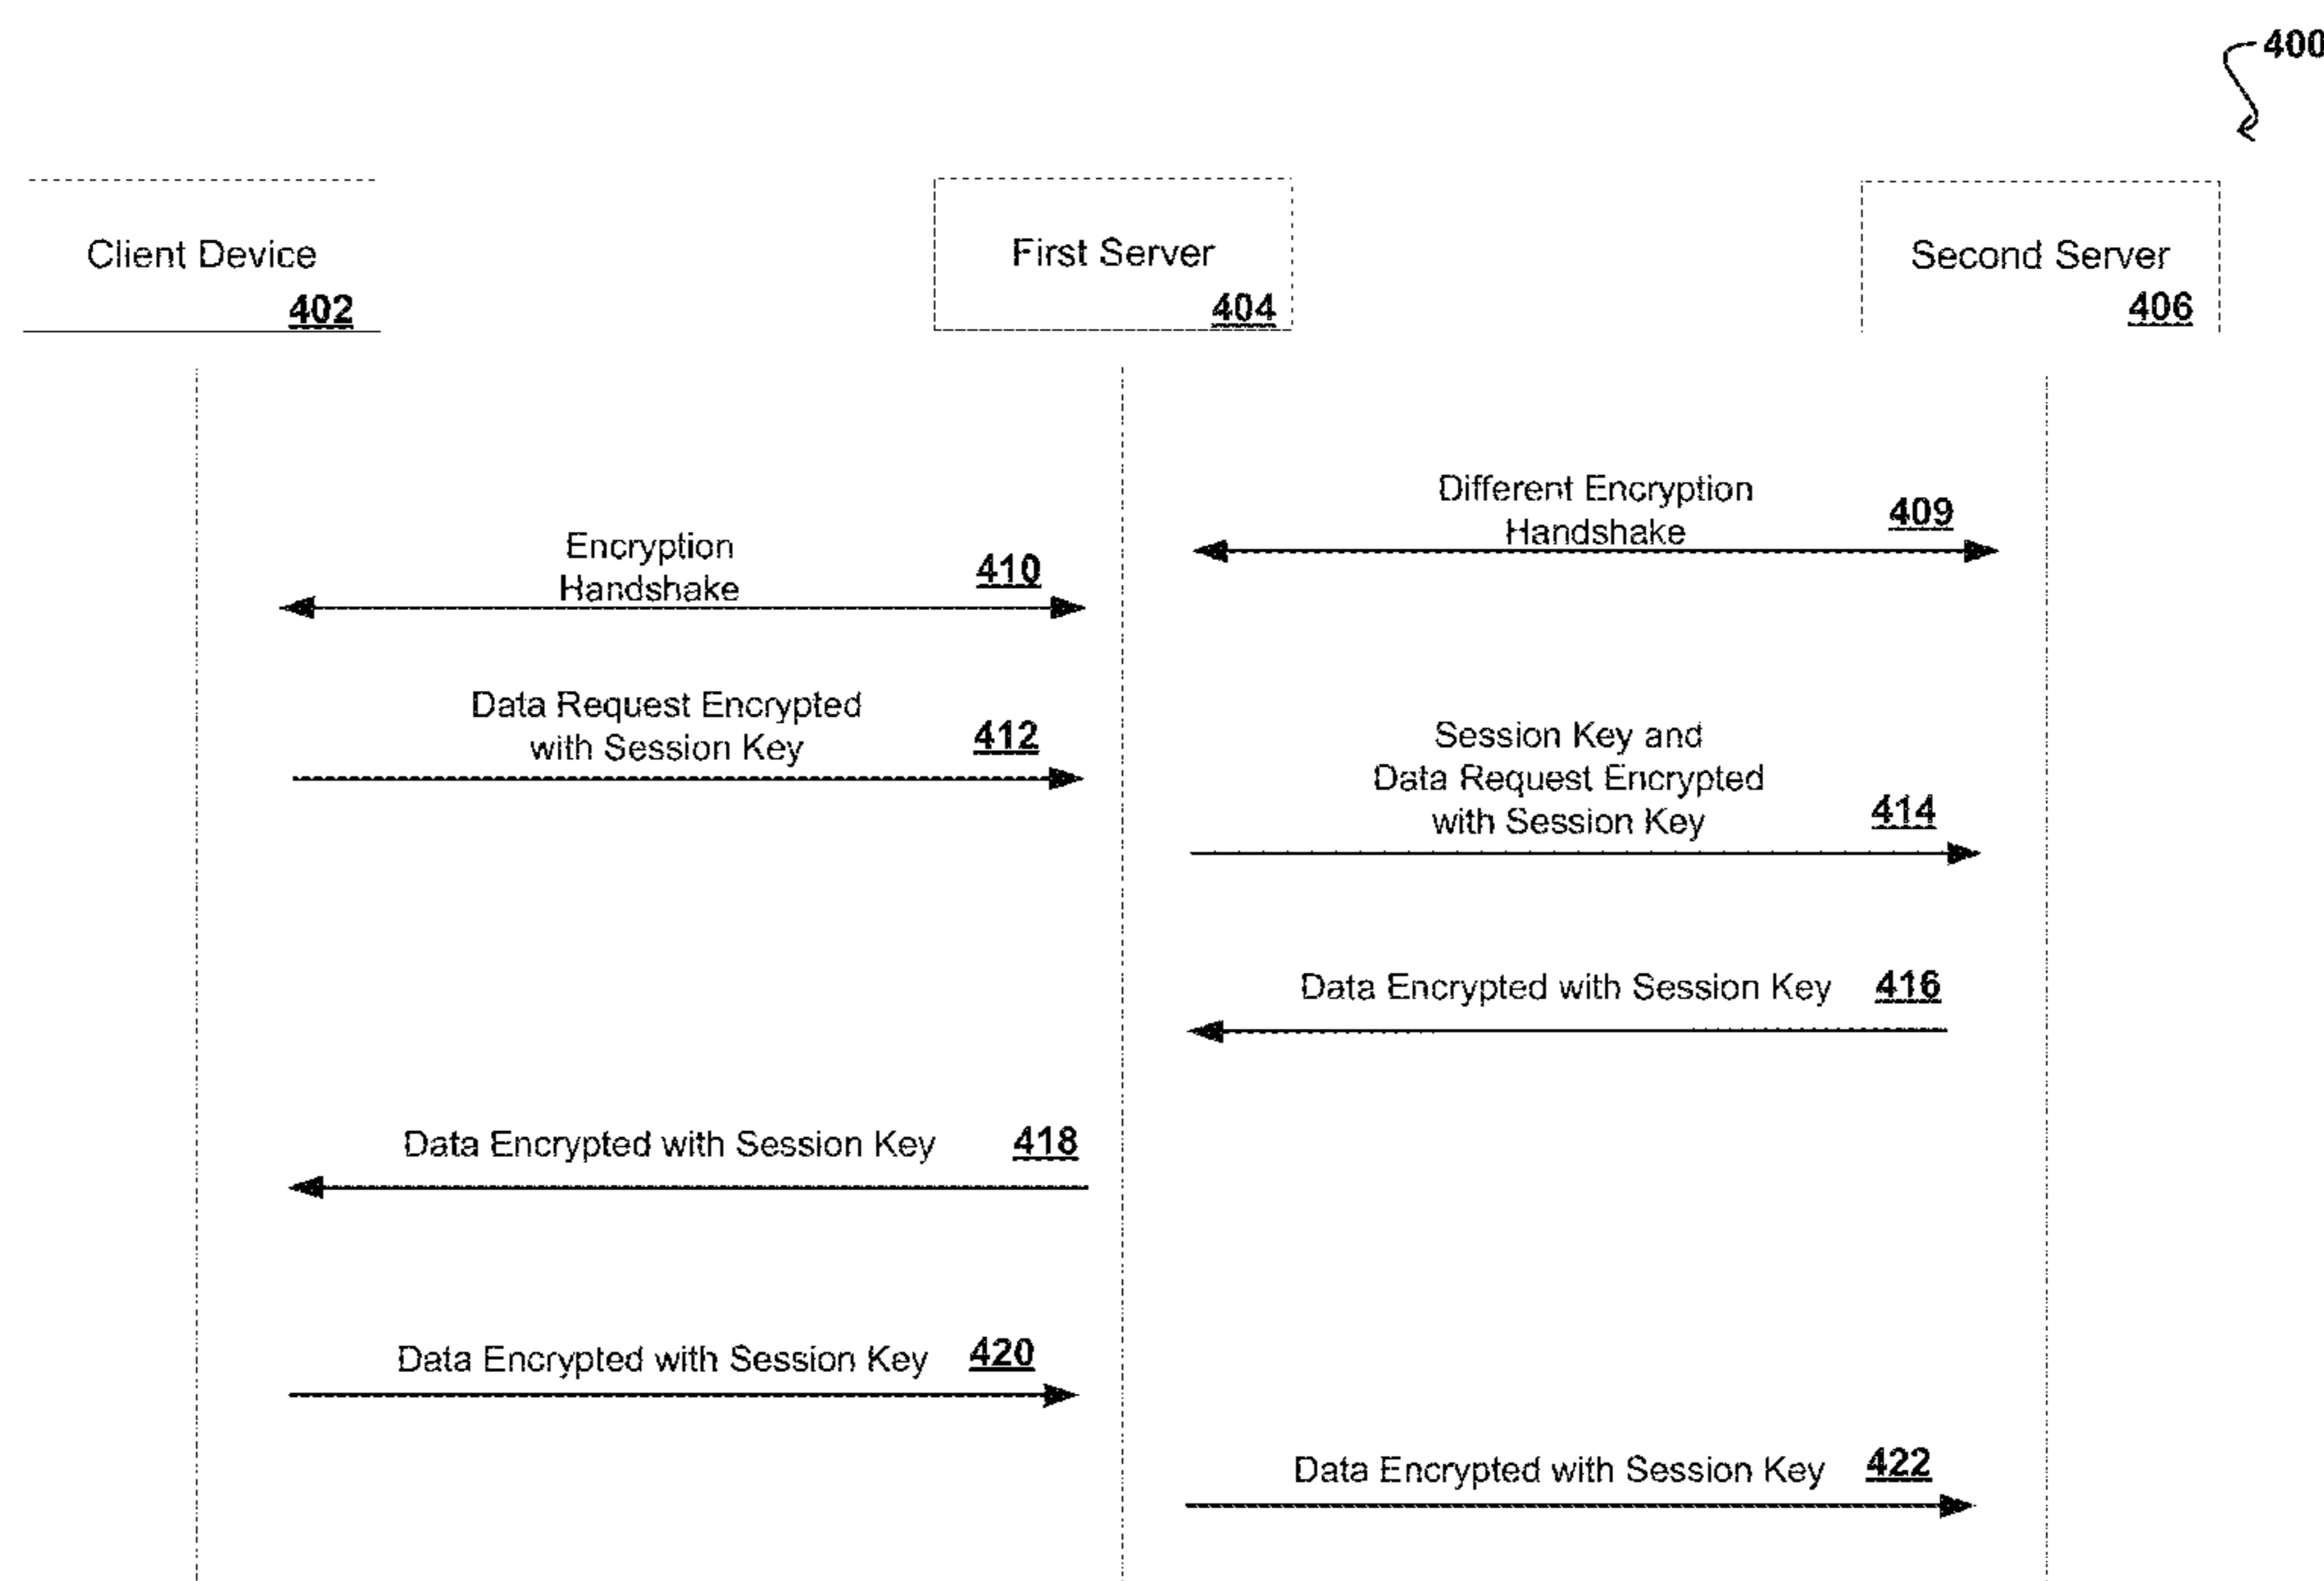 400
Client Device
402
First Server
404
Second Server
406
Different Encryption
Handshake
409
Encryption
Handshake
410
Data Request Encrypted
with Session Key
412
Session Key and
Data Request Encrypted
with Session Key
414
Data Encrypted with Session Key 416
Data Encrypted with Session Key 418
Data Encrypted with Session Key 420
Data Encrypted with Session Key 422